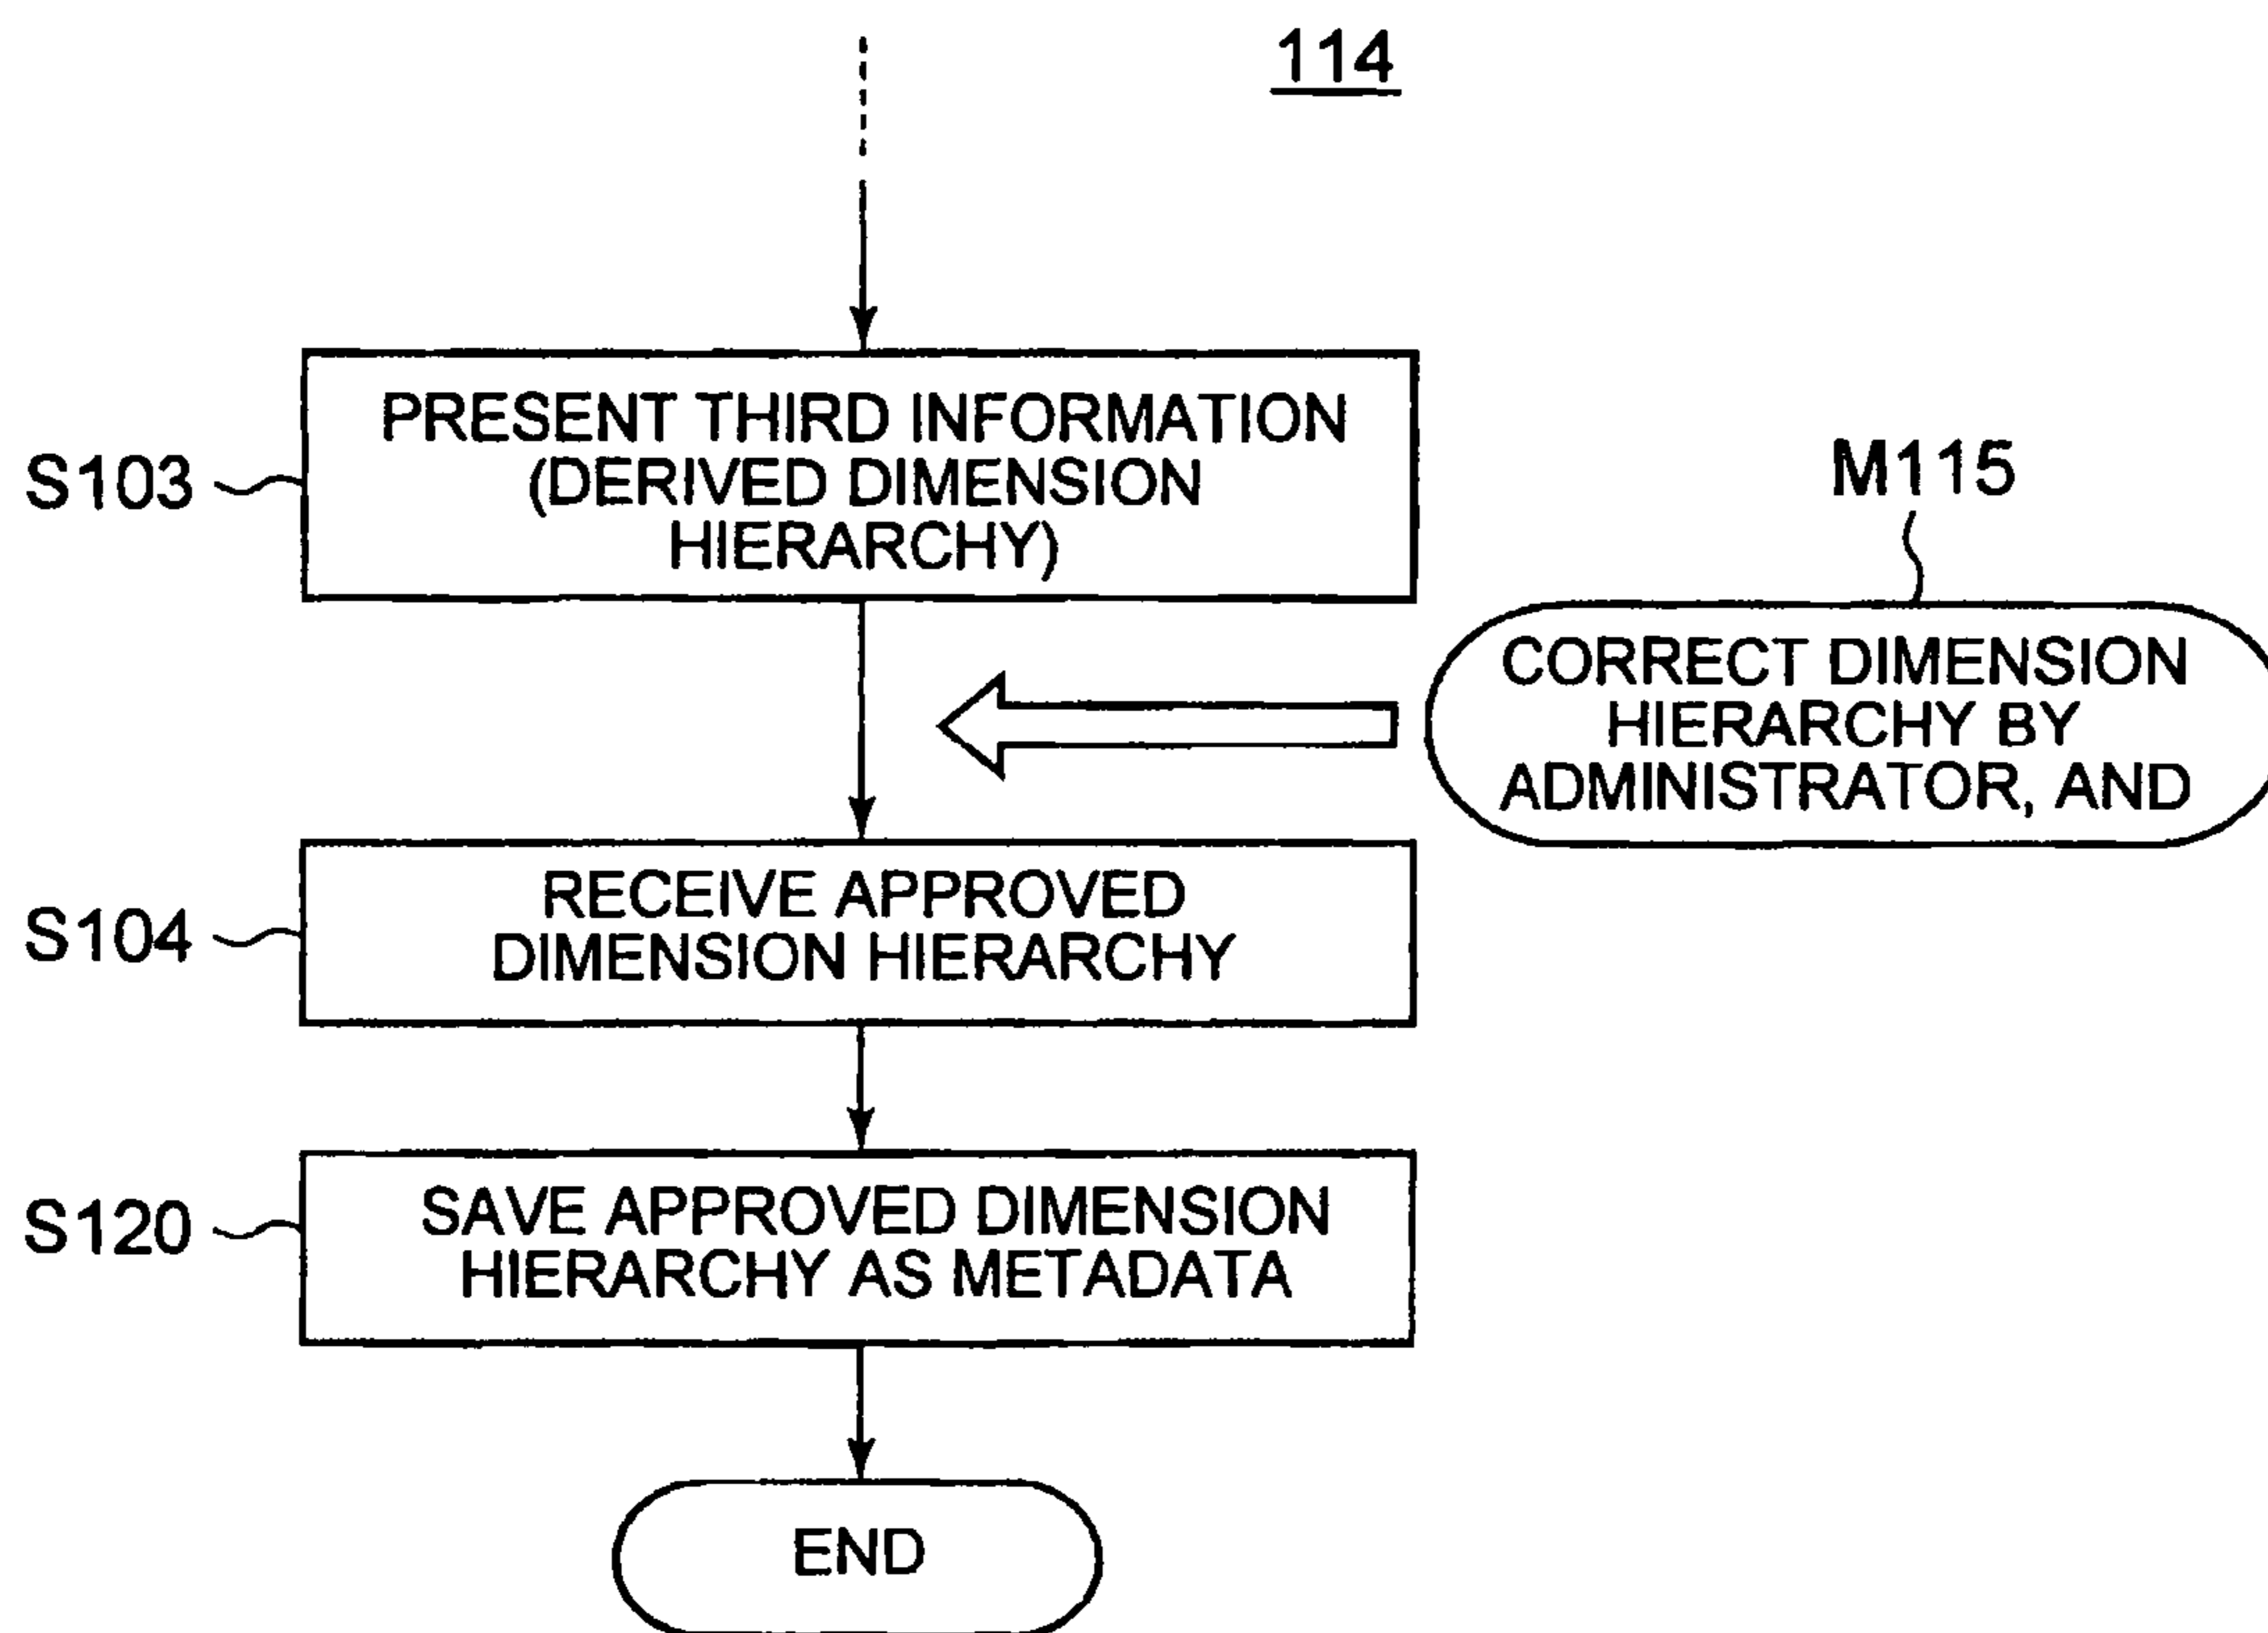 114
PRESENT THIRD INFORMATION
(DERIVED DIMENSION
HIERARCHY)
S103
M115
CORRECT DIMENSION
HIERARCHY BY
ADMINISTRATOR, AND
RECEIVE APPROVED
DIMENSION HIERARCHY
S104
SAVE APPROVED DIMENSION
HIERARCHY AS METADATA
S120
END